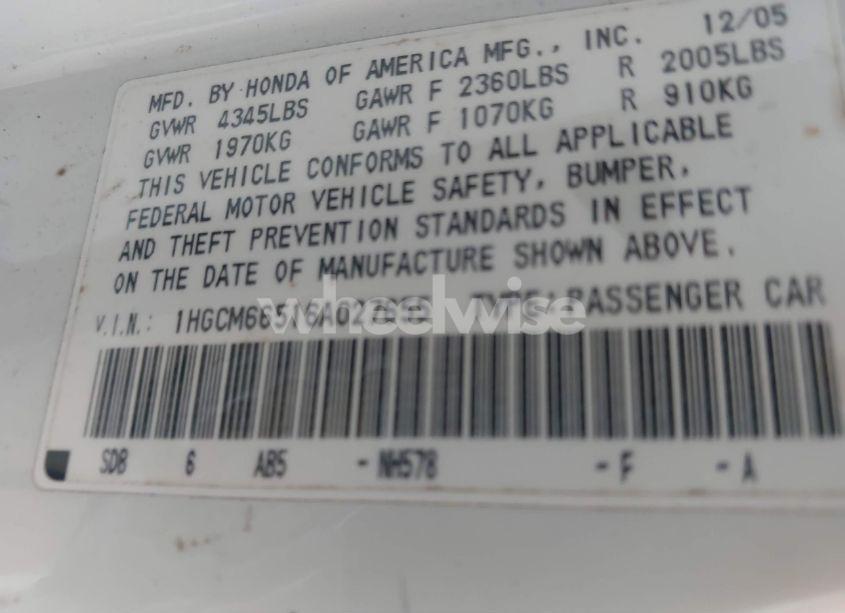 MFD. BY HONDA OF AMERICA MFG., INC. 12/05
GVWR 4345LBS GAWR F 2360LBS R 2005LBS
GVWR 1970KG GAWR F 1070KG R 910KG
THIS VEHICLE CONFORMS TO ALL APPLICABLE
FEDERAL MOTOR VEHICLE SAFETY, BUMPER,
AND THEFT PREVENTION STANDARDS IN EFFECT
ON THE DATE OF MANUFACTURE SHOWN ABOVE.
V.I.N.: TYPE: PASSENGER CAR
wheelwise
SDB 6 AB5 -NH578 -F -A